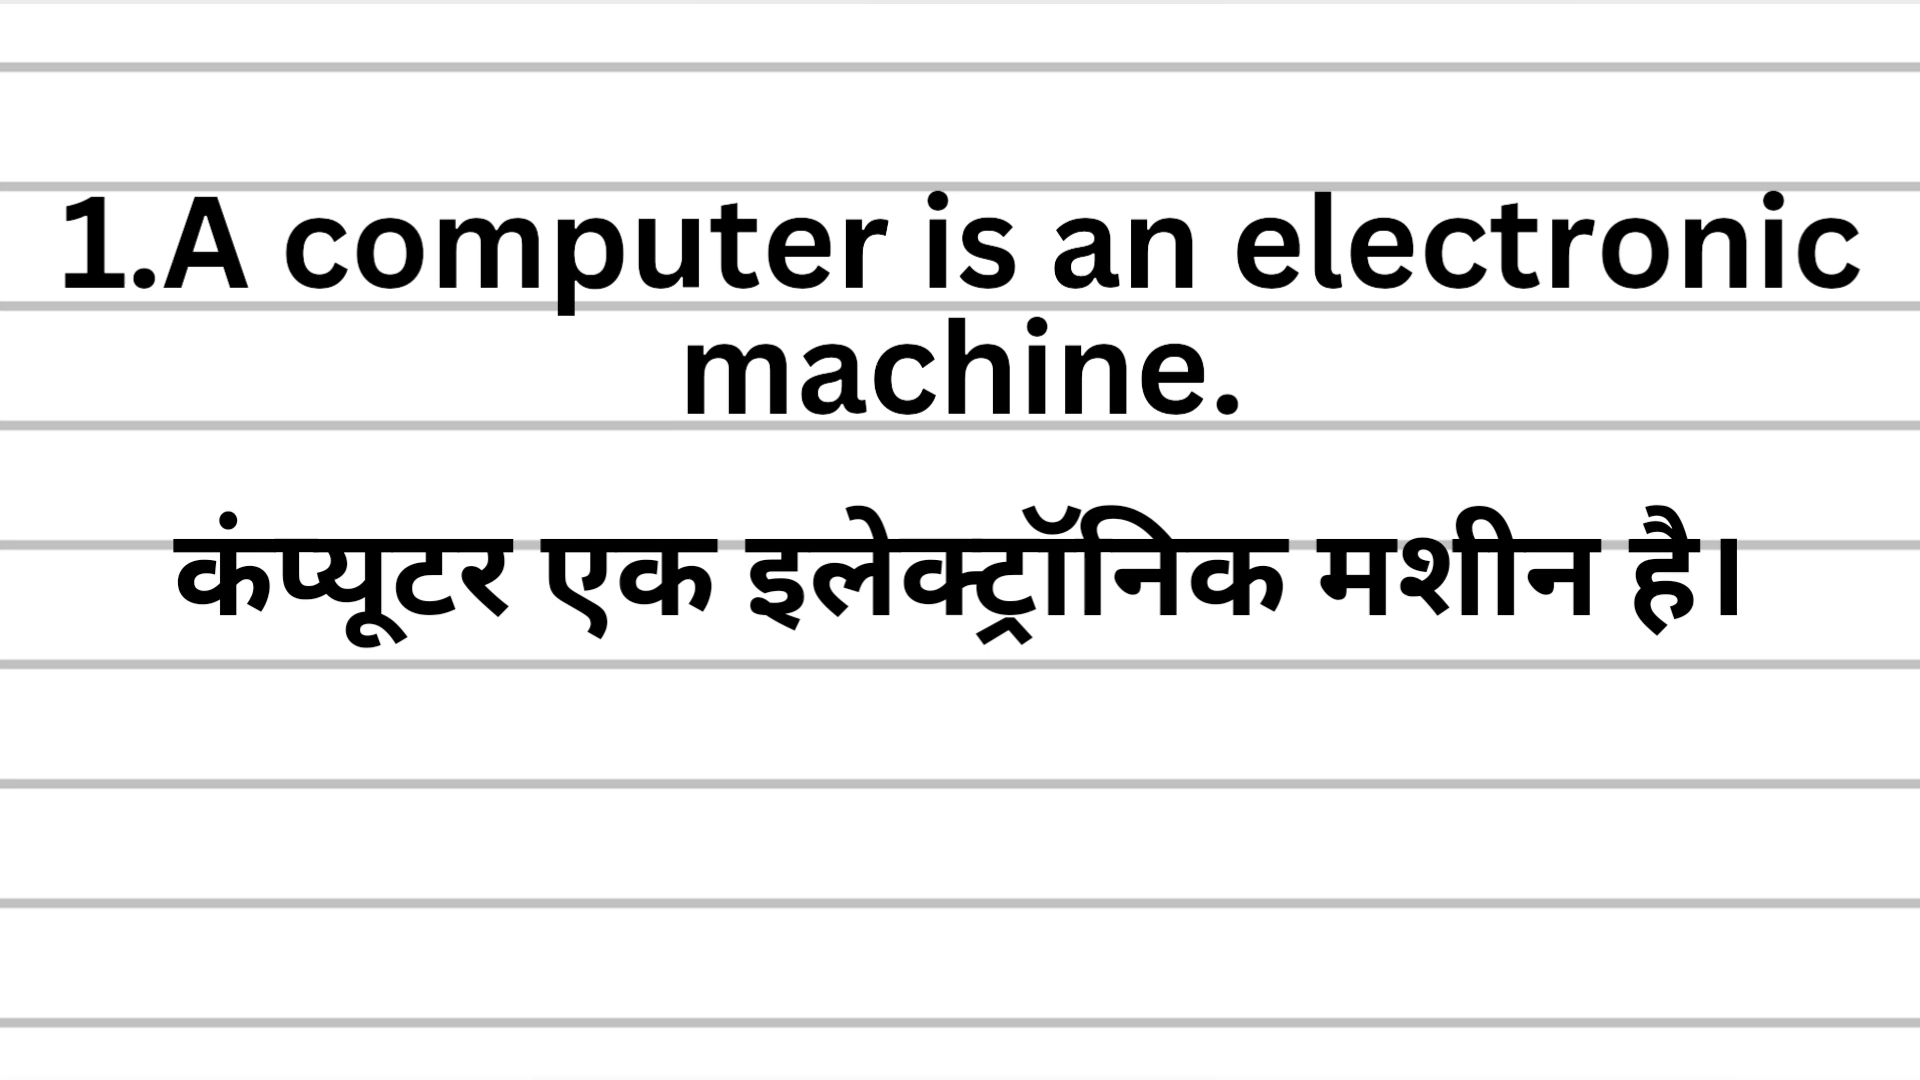 1.A computer is an electronic
machine.
कंप्यूटर एक इलेक्ट्रॉनिक मशीन है।